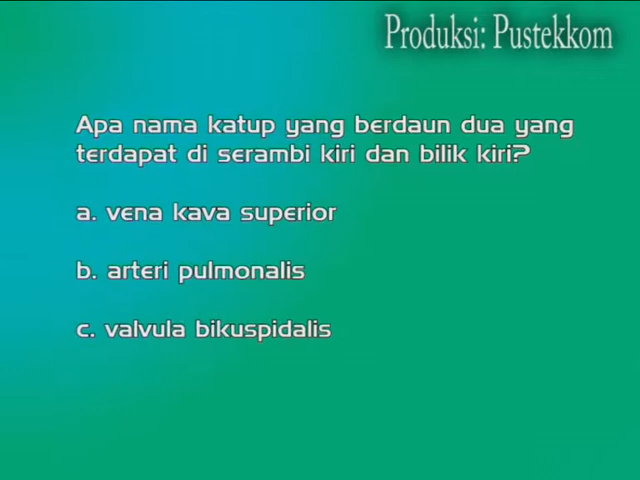 Produksi: Pustekkom
Apa nama katup yang berdaun dua yang
terdapat di serambi kiri dan bilik kiri?
a. vena kava superior
b. arteri pulmonalis
c. valvula bikuspidalis